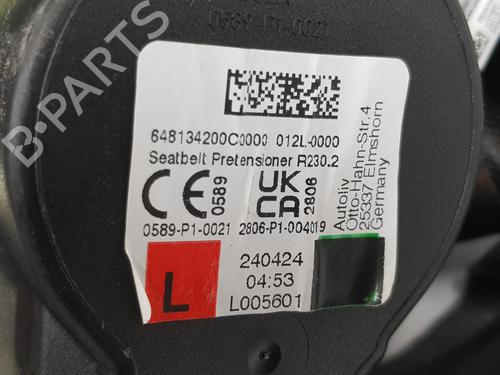 0589-P1-0021
648134200C0000 012L-0000
Seatbelt Pretensioner R230.2
CE 0589
UK CA 2806
0589-P1-0021 2806-P1-004019
Autoliv
Otto-Hahn-Str.4
25337 Elmshorn
Germany
L
240424
04:53
L005601
B-PARTS